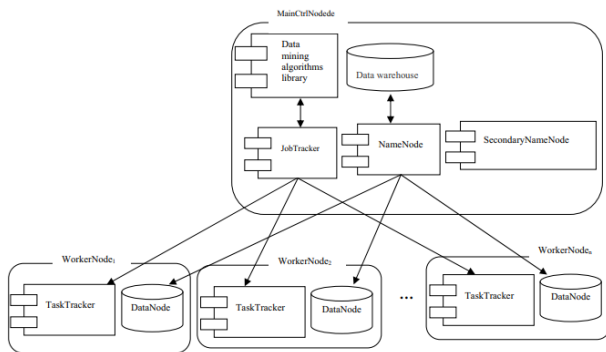 MainCtrlNodede
Data
mining
algorithms
library
Data warehouse
JobTracker
NameNode
SecondaryNameNode
WorkerNode₁
WorkerNode₂
WorkerNodeₙ
TaskTracker
DataNode
TaskTracker
DataNode
...
TaskTracker
DataNode